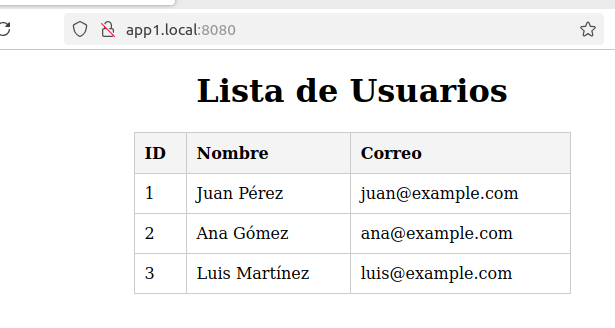 app1.local:8080
Lista de Usuarios
ID Nombre Correo
1 Juan Pérez juan@example.com
2 Ana Gómez ana@example.com
3 Luis Martínez luis@example.com